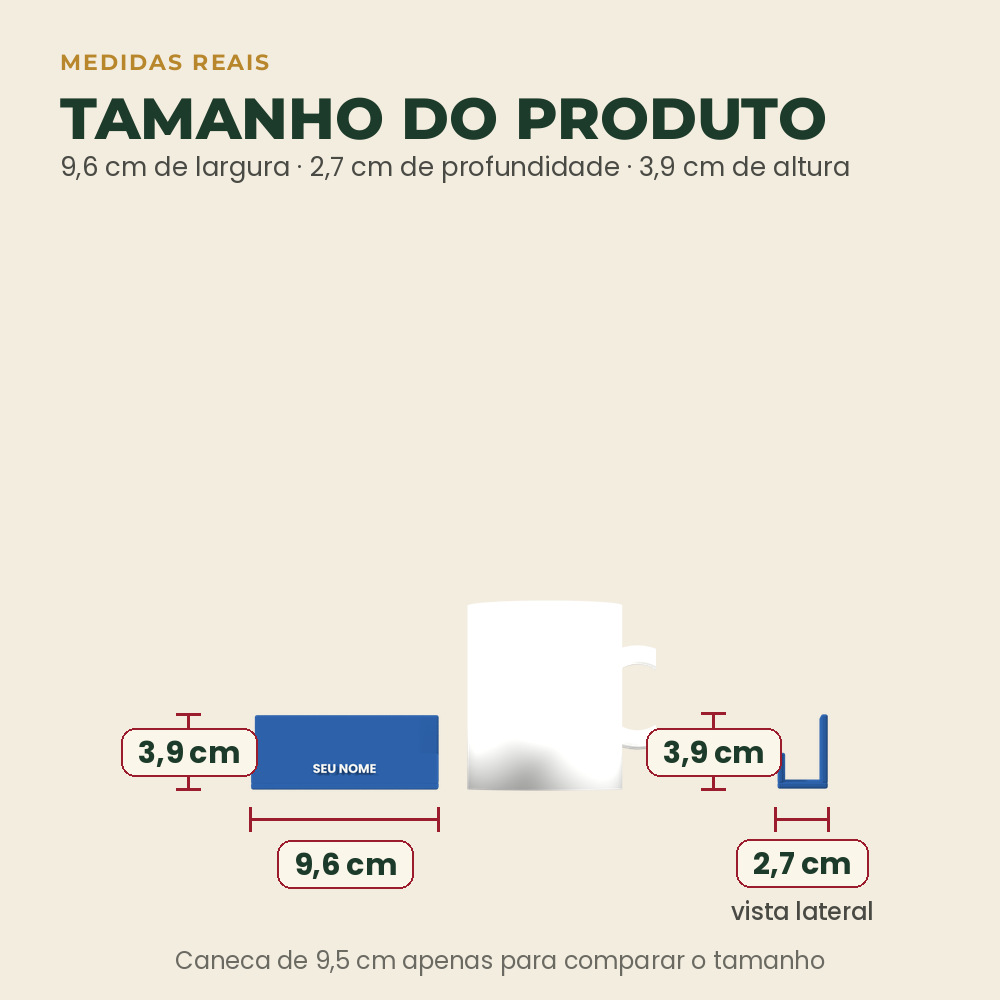 MEDIDAS REAIS
TAMANHO DO PRODUTO
9,6 cm de largura · 2,7 cm de profundidade · 3,9 cm de altura
3,9 cm
SEU NOME
3,9 cm
9,6 cm
2,7 cm
vista lateral
Caneca de 9,5 cm apenas para comparar o tamanho